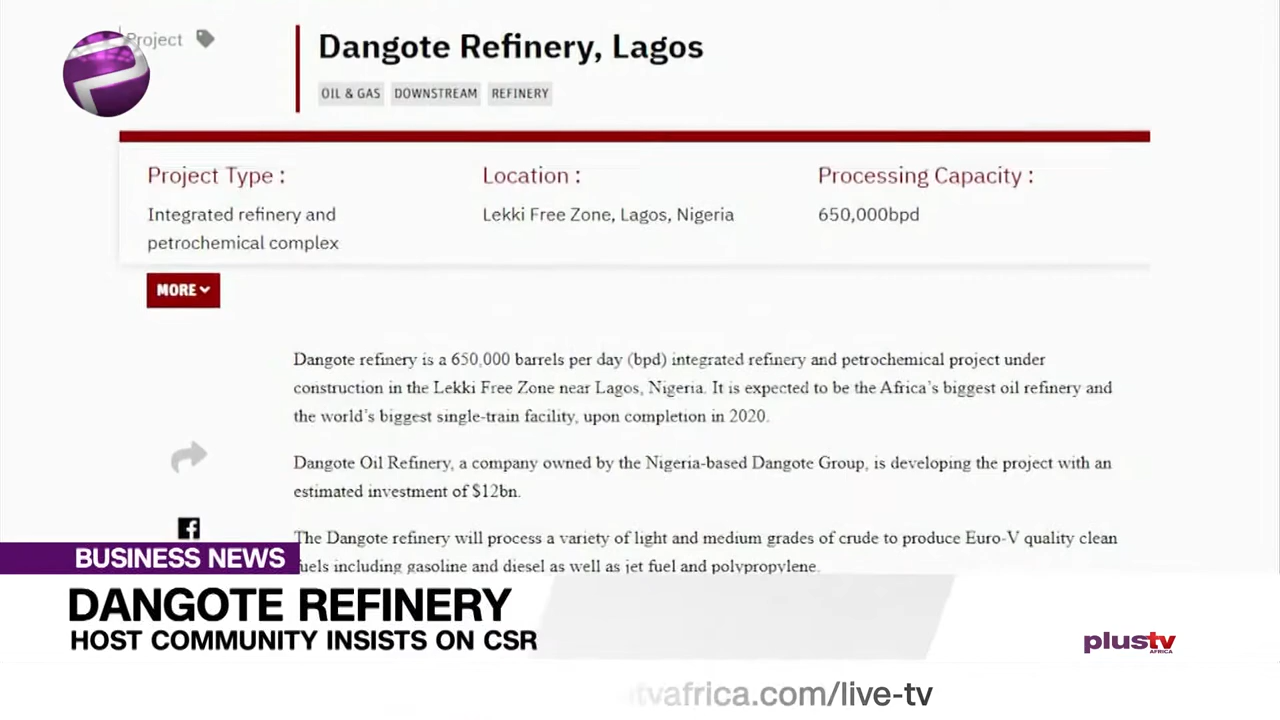 Project
Dangote Refinery, Lagos
OIL & GAS DOWNSTREAM REFINERY
Project Type : Location : Processing Capacity :
Integrated refinery and Lekki Free Zone, Lagos, Nigeria 650,000bpd
petrochemical complex
MORE
Dangote refinery is a 650,000 barrels per day (bpd) integrated refinery and petrochemical project under
construction in the Lekki Free Zone near Lagos, Nigeria. It is expected to be the Africa's biggest oil refinery and
the world's biggest single-train facility, upon completion in 2020.
Dangote Oil Refinery, a company owned by the Nigeria-based Dangote Group, is developing the project with an
estimated investment of $12bn.
The Dangote refinery will process a variety of light and medium grades of crude to produce Euro-V quality clean
fuels including gasoline and diesel as well as jet fuel and polypropylene.
BUSINESS NEWS
DANGOTE REFINERY
HOST COMMUNITY INSISTS ON CSR
plustv
AFRICA
tvafrica.com/live-tv